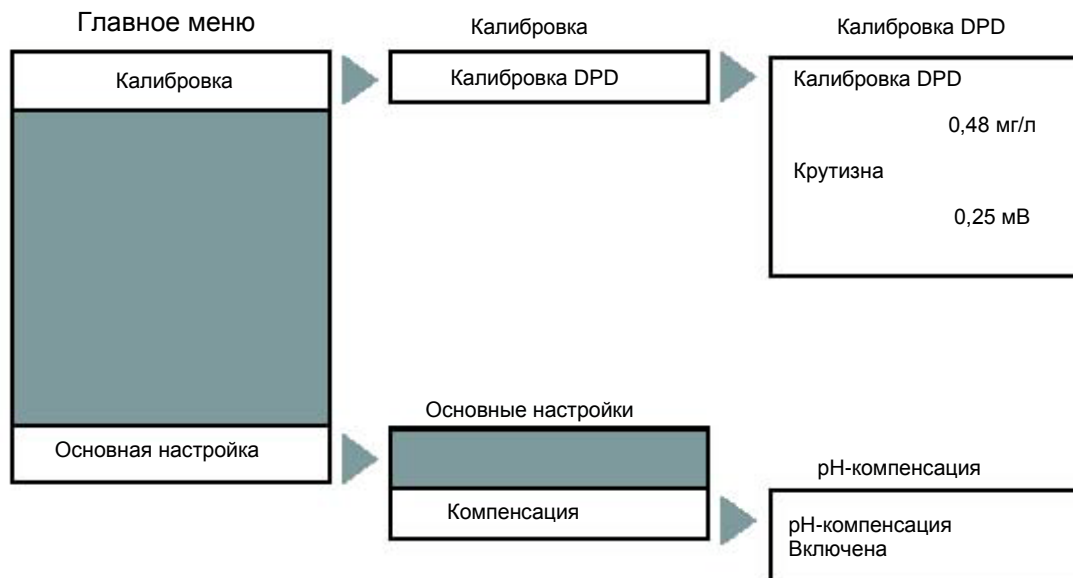 Главное меню
Калибровка
Калибровка DPD
Калибровка
Калибровка DPD
Калибровка DPD
0,48 мг/л
Крутизна
0,25 мВ
Основные настройки
Основная настройка
Компенсация
pH-компенсация
pH-компенсация
Включена